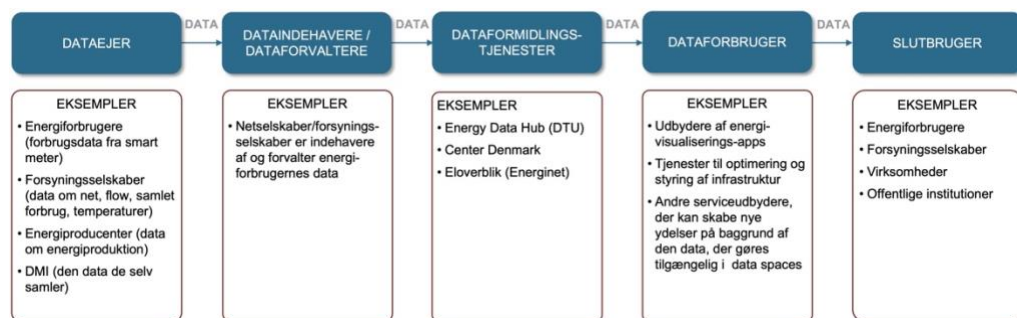 DATAEJER
DATA
DATAINDEHAVERE /
DATAFORVALTERE
DATA
DATAFORMIDLINGS-
TJENESTER
DATA
DATAFORBRUGER
DATA
SLUTBRUGER
EKSEMPLER
• Energiforbrugere
(forbrugsdata fra smart
meter)
• Forsyningsselskaber
(data om net, flow, samlet
forbrug, temperaturer)
• Energiproducenter (data
om energiproduktion)
• DMI (den data de selv
samler)
EKSEMPLER
• Netselskaber/forsynings-
selskaber er indehavere
af og forvalter energi-
forbrugernes data
EKSEMPLER
• Energy Data Hub (DTU)
• Center Denmark
• Eloverblik (Energinet)
EKSEMPLER
• Udbydere af energi-
visualiserings-apps
• Tjenester til optimering og
styring af infrastruktur
• Andre serviceudbydere,
der kan skabe nye
ydelser på baggrund af
den data, der gøres
tilgængelig i data spaces
EKSEMPLER
• Energiforbrugere
• Forsyningsselskaber
• Virksomheder
• Offentlige institutioner